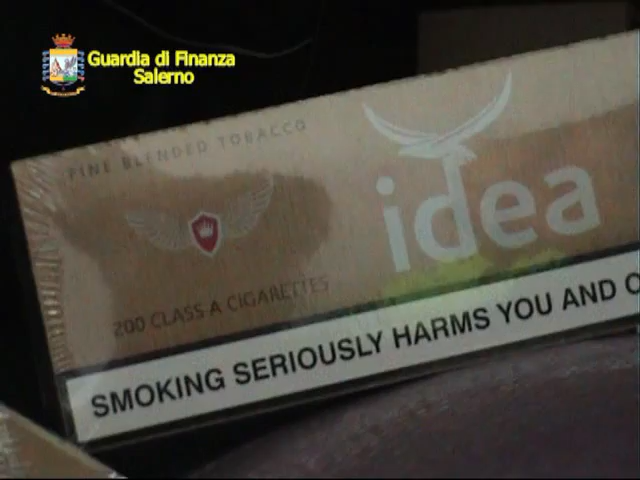 Guardia di Finanza
Salerno
FINE BLENDED TOBACCO
idea
200 CLASS A CIGARETTES
SMOKING SERIOUSLY HARMS YOU AND O